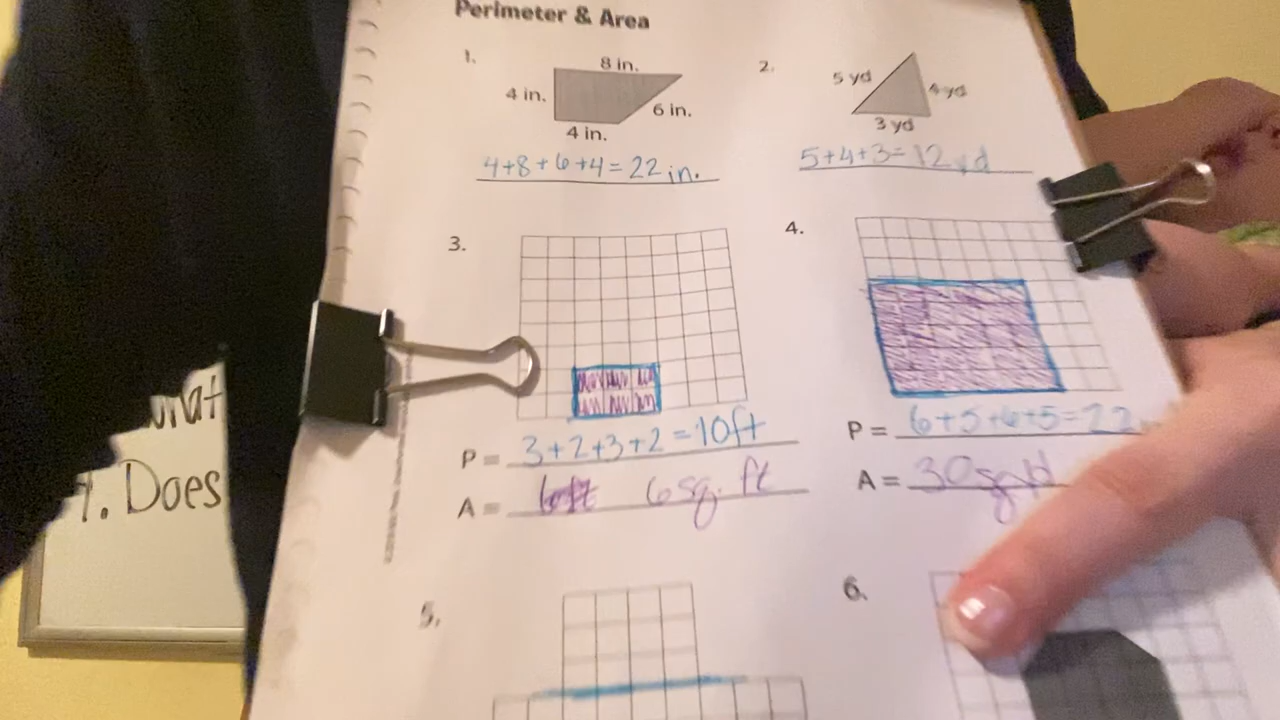 Perimeter & Area
1.
8 in.
4 in.
6 in.
4 in.
4+8+6+4=22 in.
2.
5 yd
4 yd
3 yd
5+4+3=12 yd
3.
P = 3+2+3+2=10ft
A = 6 sq. ft
4.
P = 6+5+6+5=22
A = 30 sq yd
5.
6.
Does